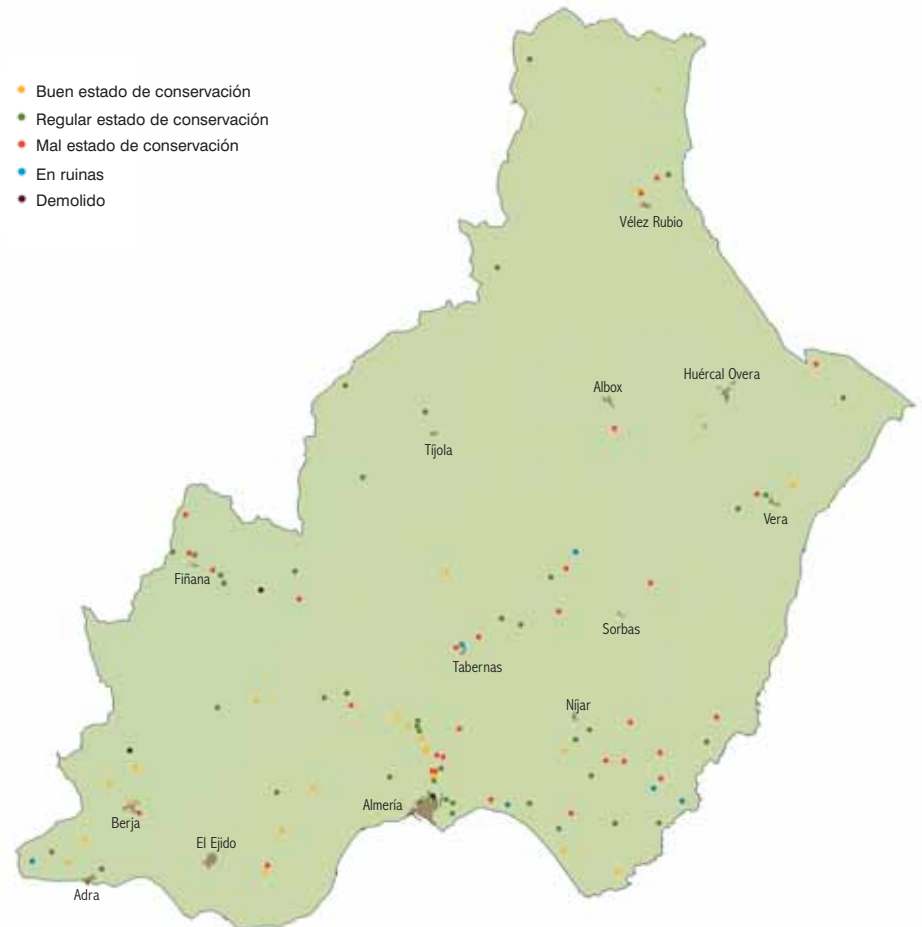 Buen estado de conservación
Regular estado de conservación
Mal estado de conservación
En ruinas
Demolido
Vélez Rubio
Huércal Overa
Albox
Tíjola
Vera
Fiñana
Sorbas
Tabernas
Níjar
Almería
Berja
El Ejido
Adra